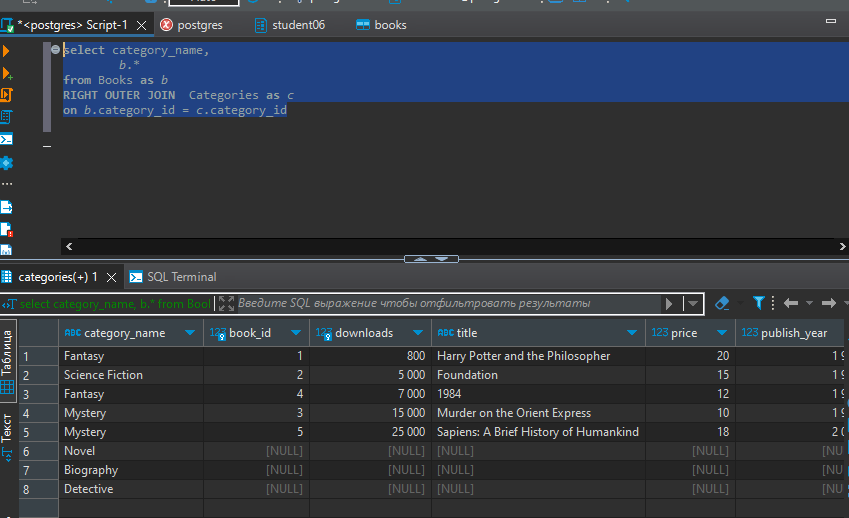 *<postgres> Script-1
postgres
student06
books
select category_name,
b.*
from Books as b
RIGHT OUTER JOIN  Categories as c
on b.category_id = c.category_id
categories(+) 1
SQL Terminal
select category_name, b.* from Bool
Введите SQL выражение чтобы отфильтровать результаты
Таблица
Текст
ABC category_name 123 book_id 123 downloads ABC title 123 price 123 publish_year
1 Fantasy 1 800 Harry Potter and the Philosopher 20 1 9
2 Science Fiction 2 5 000 Foundation 15 1 9
3 Fantasy 4 7 000 1984 12 1 9
4 Mystery 3 15 000 Murder on the Orient Express 10 1 9
5 Mystery 5 25 000 Sapiens: A Brief History of Humankind 18 2 0
6 Novel [NULL] [NULL] [NULL] [NULL] [NU
7 Biography [NULL] [NULL] [NULL] [NULL] [NU
8 Detective [NULL] [NULL] [NULL] [NULL] [NU